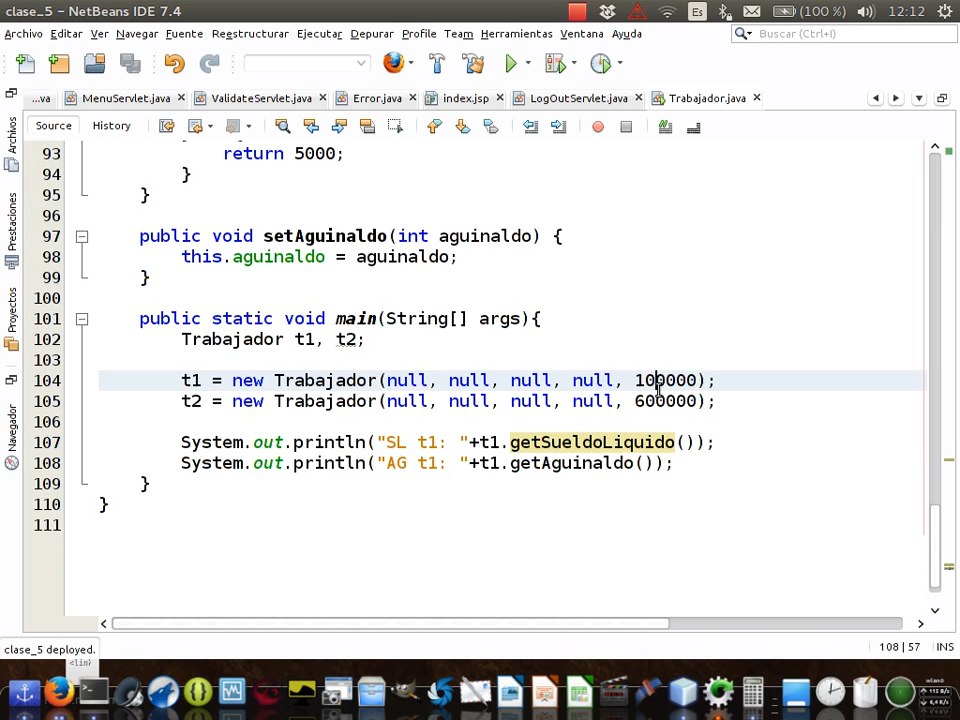 clase_5 - NetBeans IDE 7.4
Es
(100 %)
12:12
Archivo Editar Ver Navegar Fuente Reestructurar Ejecutar Depurar Profile Team Herramientas Ventana Ayuda
Buscar (Ctrl+I)
...va MenuServlet.java ValidateServlet.java Error.java index.jsp LogOutServlet.java Trabajador.java
Source History
Archivos
Prestaciones
Proyectos
Navegador
93 return 5000;
94 }
95 }
96
97 public void setAguinaldo(int aguinaldo) {
98 this.aguinaldo = aguinaldo;
99 }
100
101 public static void main(String[] args){
102 Trabajador t1, t2;
103
104 t1 = new Trabajador(null, null, null, null, 100000);
105 t2 = new Trabajador(null, null, null, null, 600000);
106
107 System.out.println("SL t1: "+t1.getSueldoLiquido());
108 System.out.println("AG t1: "+t1.getAguinaldo());
109 }
110 }
111
clase_5 deployed.
108 | 57 INS
<lin>
wlan0